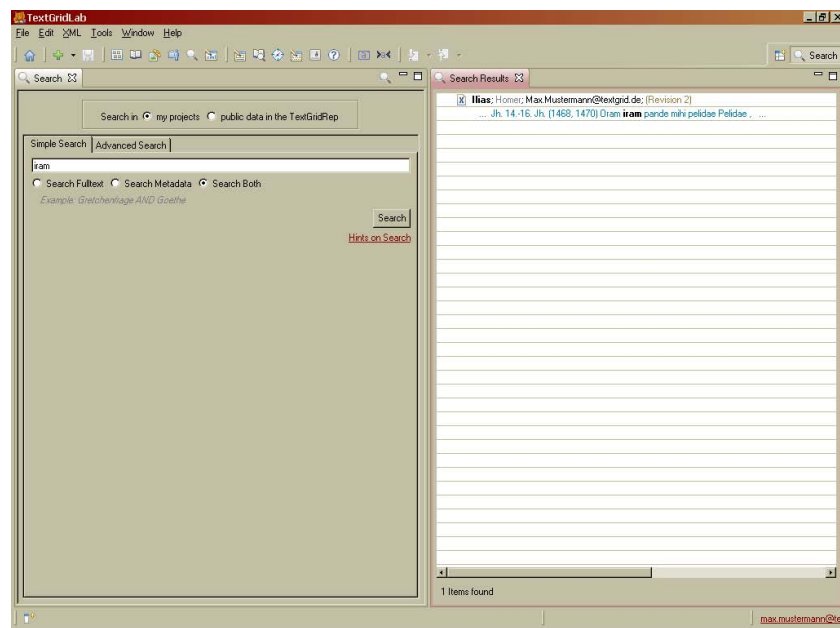 TextGridLab
File Edit XML Tools Window Help
Search
Search
Search in my projects public data in the TextGridRep
Simple Search Advanced Search
iram
Search Fulltext Search Metadata Search Both
Example: Gretchenfrage AND Goethe
Search
Hints on Search
Search Results
Ilias; Homer; Max.Mustermann@textgrid.de; (Revision 2)
... Jh. 14.-16. Jh. (1468, 1470) Oram iram pande mihi pelidae Pelidae , ...
1 Items found
max.mustermann@te